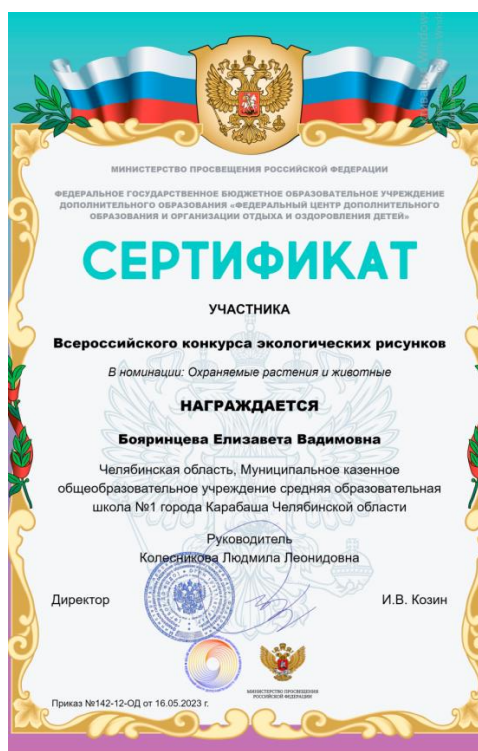 МИНИСТЕРСТВО ПРОСВЕЩЕНИЯ РОССИЙСКОЙ ФЕДЕРАЦИИ
ФЕДЕРАЛЬНОЕ ГОСУДАРСТВЕННОЕ БЮДЖЕТНОЕ ОБРАЗОВАТЕЛЬНОЕ УЧРЕЖДЕНИЕ
ДОПОЛНИТЕЛЬНОГО ОБРАЗОВАНИЯ «ФЕДЕРАЛЬНЫЙ ЦЕНТР ДОПОЛНИТЕЛЬНОГО
ОБРАЗОВАНИЯ И ОРГАНИЗАЦИИ ОТДЫХА И ОЗДОРОВЛЕНИЯ ДЕТЕЙ»
СЕРТИФИКАТ
УЧАСТНИКА
Всероссийского конкурса экологических рисунков
В номинации: Охраняемые растения и животные
НАГРАЖДАЕТСЯ
Бояринцева Елизавета Вадимовна
Челябинская область, Муниципальное казенное
общеобразовательное учреждение средняя образовательная
школа №1 города Карабаша Челябинской области
Руководитель
Колесникова Людмила Леонидовна
Директор
И.В. Козин
МИНИСТЕРСТВО ПРОСВЕЩЕНИЯ
РОССИЙСКОЙ ФЕДЕРАЦИИ
Приказ №142-12-ОД от 16.05.2023 г.